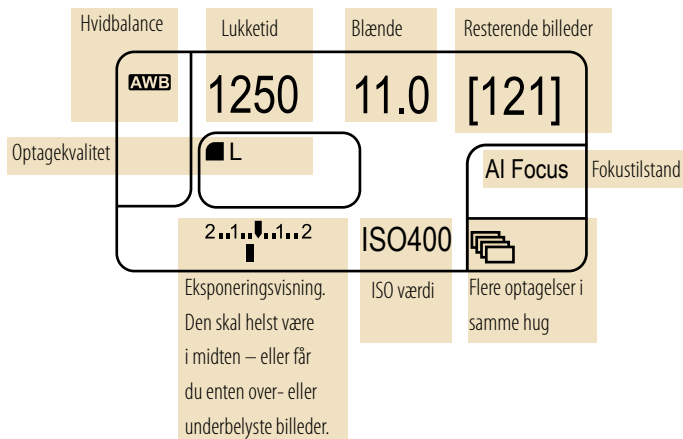 Hvidbalance
Lukketid
Blænde
Resterende billeder
AWB
1250
11.0
[121]
Optagekvalitet
L
AI Focus
Fokustilstand
2..1..▼..1..2
ISO400
Eksponeringsvisning.
Den skal helst være
i midten – eller får
du enten over- eller
underbelyste billeder.
ISO værdi
Flere optagelser i
samme hug